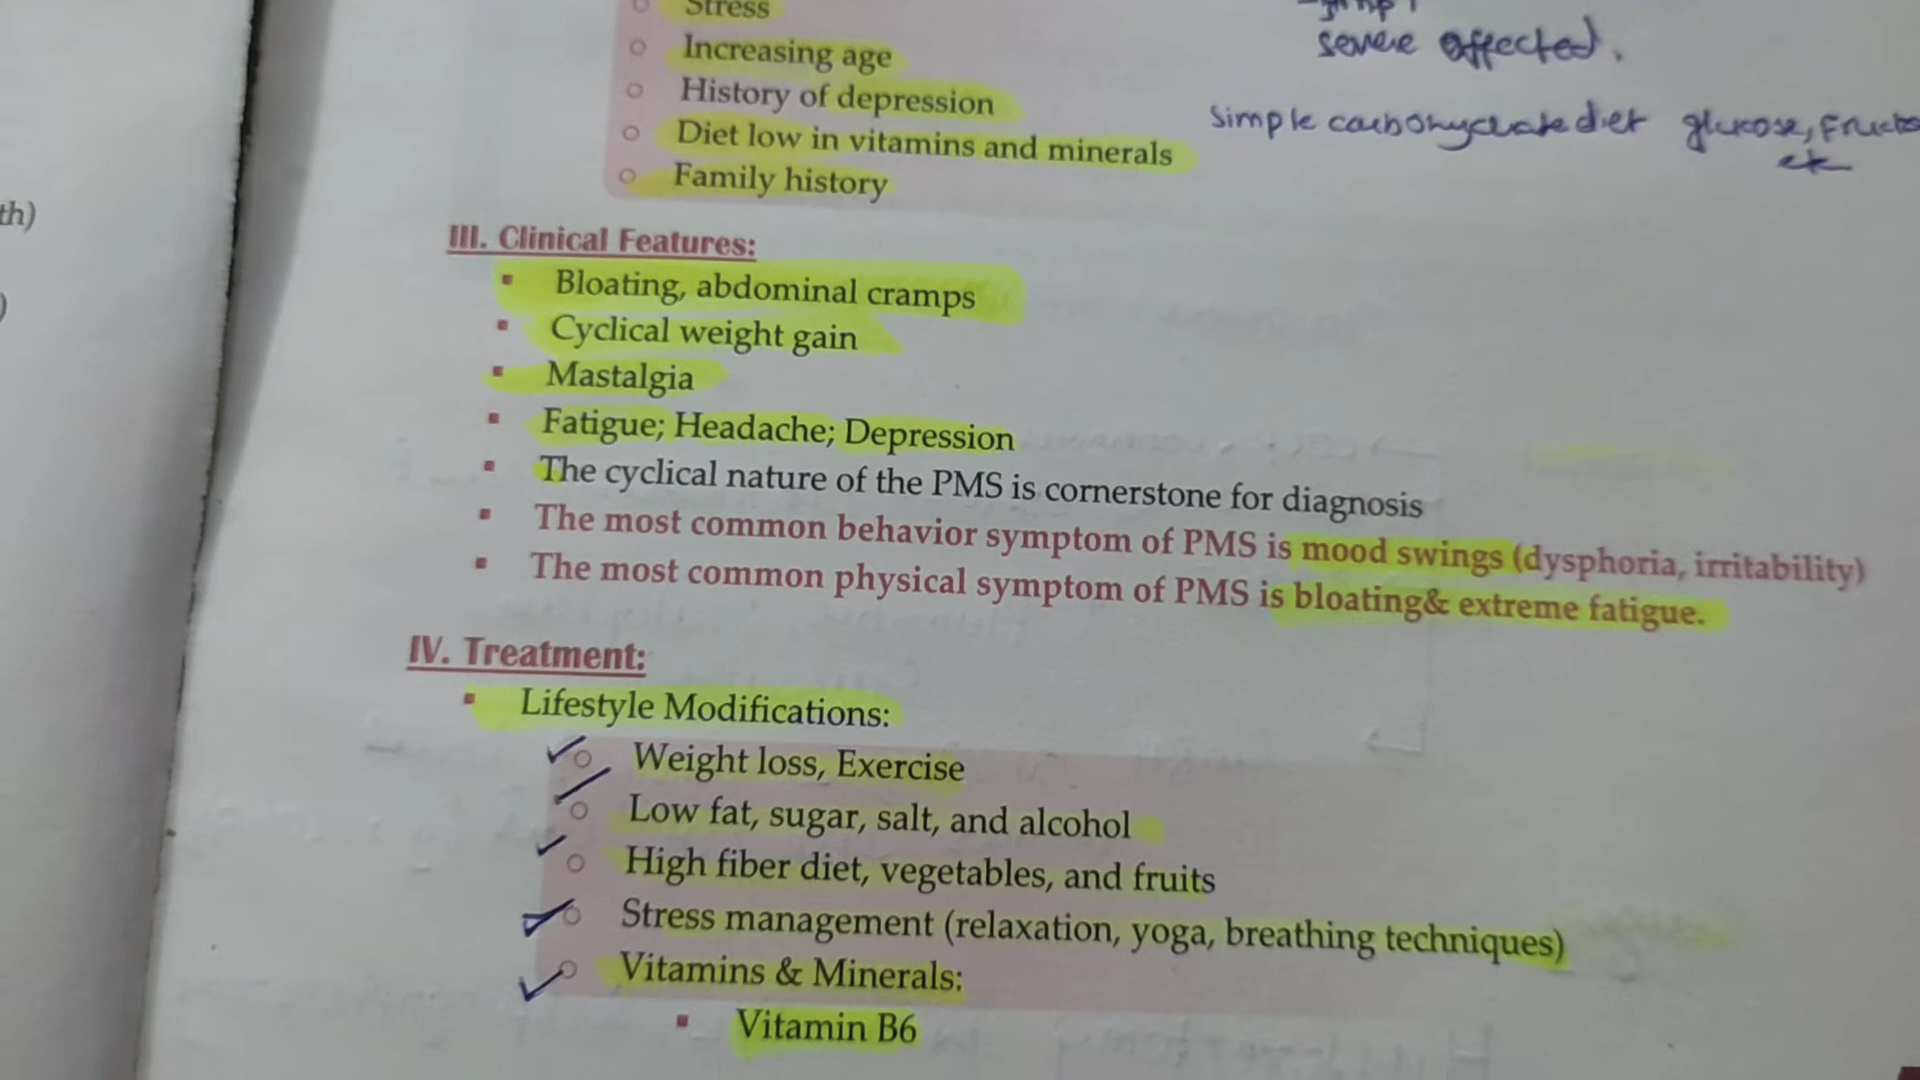 Stress
severe affected.
Increasing age
History of depression
simple carbohycrate diet glucose, Fructo
etc
Diet low in vitamins and minerals
Family history
th)
)
III. Clinical Features:
Bloating, abdominal cramps
Cyclical weight gain
Mastalgia
Fatigue; Headache; Depression
The cyclical nature of the PMS is cornerstone for diagnosis
The most common behavior symptom of PMS is mood swings (dysphoria, irritability)
The most common physical symptom of PMS is bloating& extreme fatigue.
IV. Treatment:
Lifestyle Modifications:
Weight loss, Exercise
Low fat, sugar, salt, and alcohol
High fiber diet, vegetables, and fruits
Stress management (relaxation, yoga, breathing techniques)
Vitamins & Minerals:
Vitamin B6